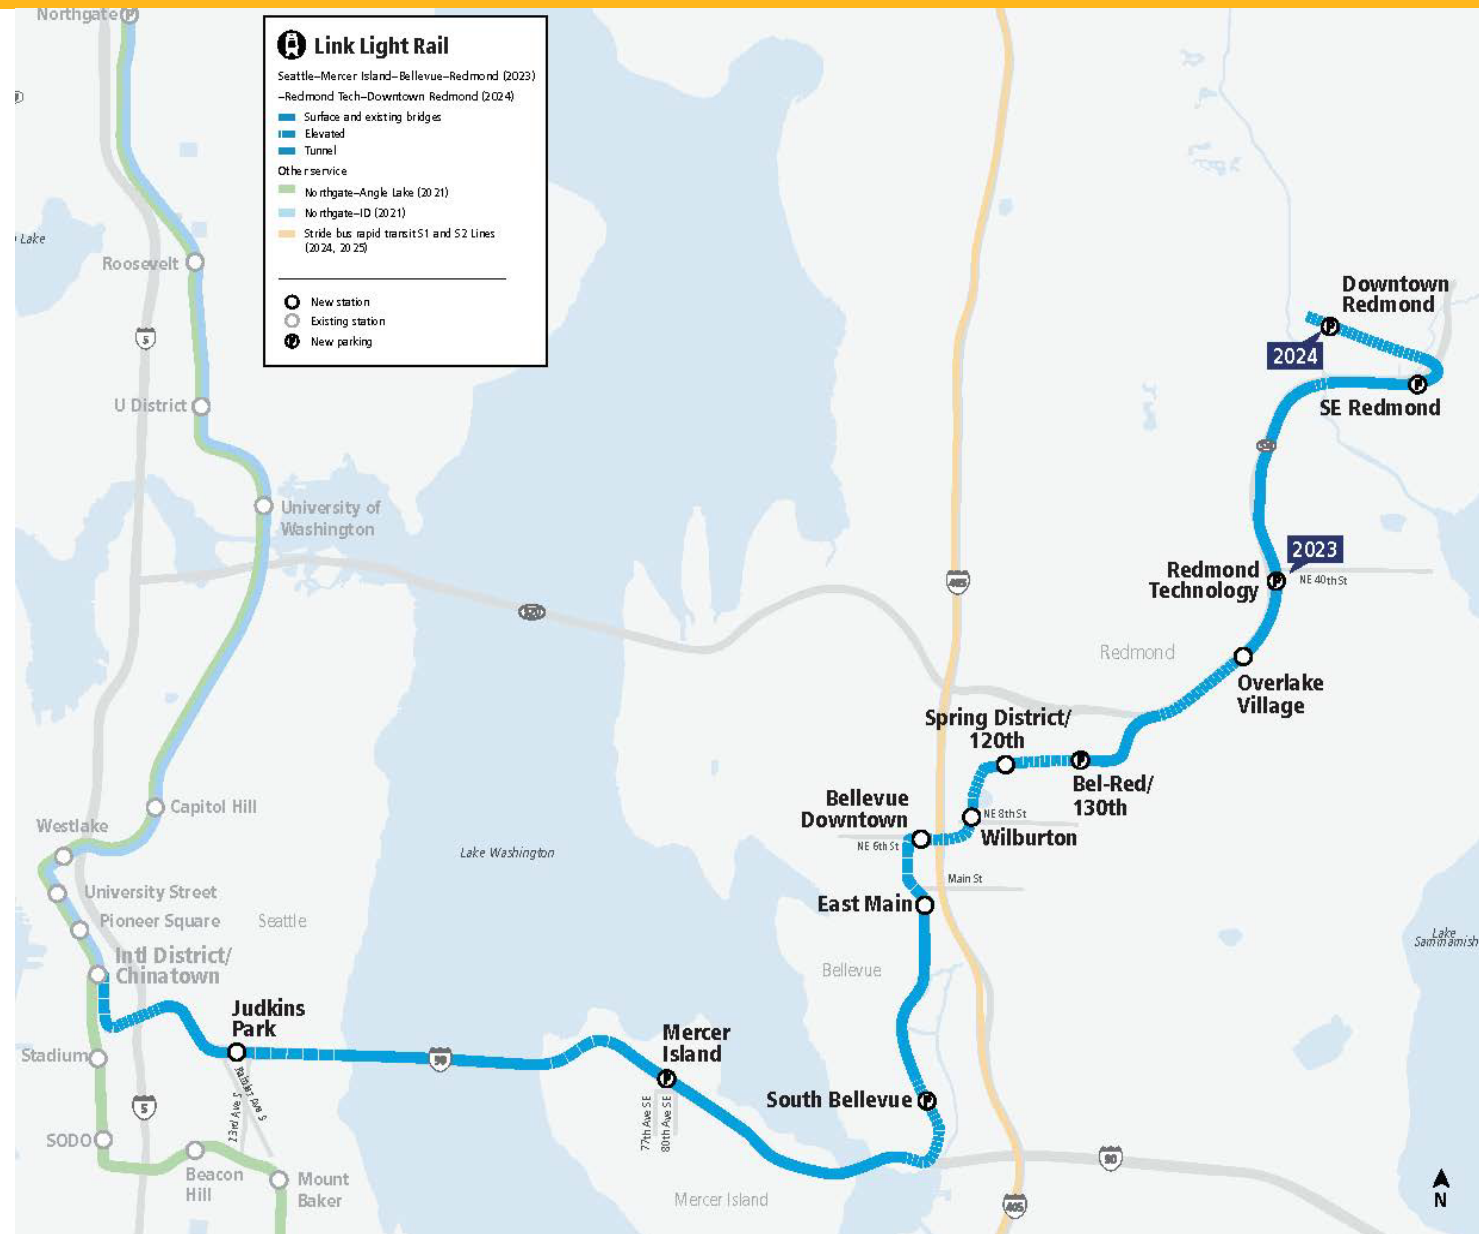 Northgate
Link Light Rail
Seattle–Mercer Island–Bellevue–Redmond (2023)
–Redmond Tech–Downtown Redmond (2024)
Surface and existing bridges
Elevated
Tunnel
Other service
Northgate–Angle Lake (2021)
Northgate–ID (2021)
Stride bus rapid transit S1 and S2 Lines
(2024, 2025)
New station
Existing station
P New parking
Lake
Roosevelt
5
U District
University of
Washington
520
405
Downtown
Redmond
2024
SE Redmond
2023
Redmond
Technology
NE 40th St
Redmond
Overlake
Village
Spring District/
120th
Bel-Red/
130th
Bellevue
Downtown
NE 8th St
Wilburton
NE 6th St
Main St
East Main
Bellevue
South Bellevue
Capitol Hill
Westlake
Lake Washington
University Street
Pioneer Square
Seattle
Intl District/
Chinatown
Judkins
Park
Stadium
Rainier Ave S
23rd Ave S
90
Mercer
Island
77th Ave SE
80th Ave SE
5
SODO
Beacon
Hill
Mount
Baker
Mercer Island
90
405
Lake
Sammamish
N